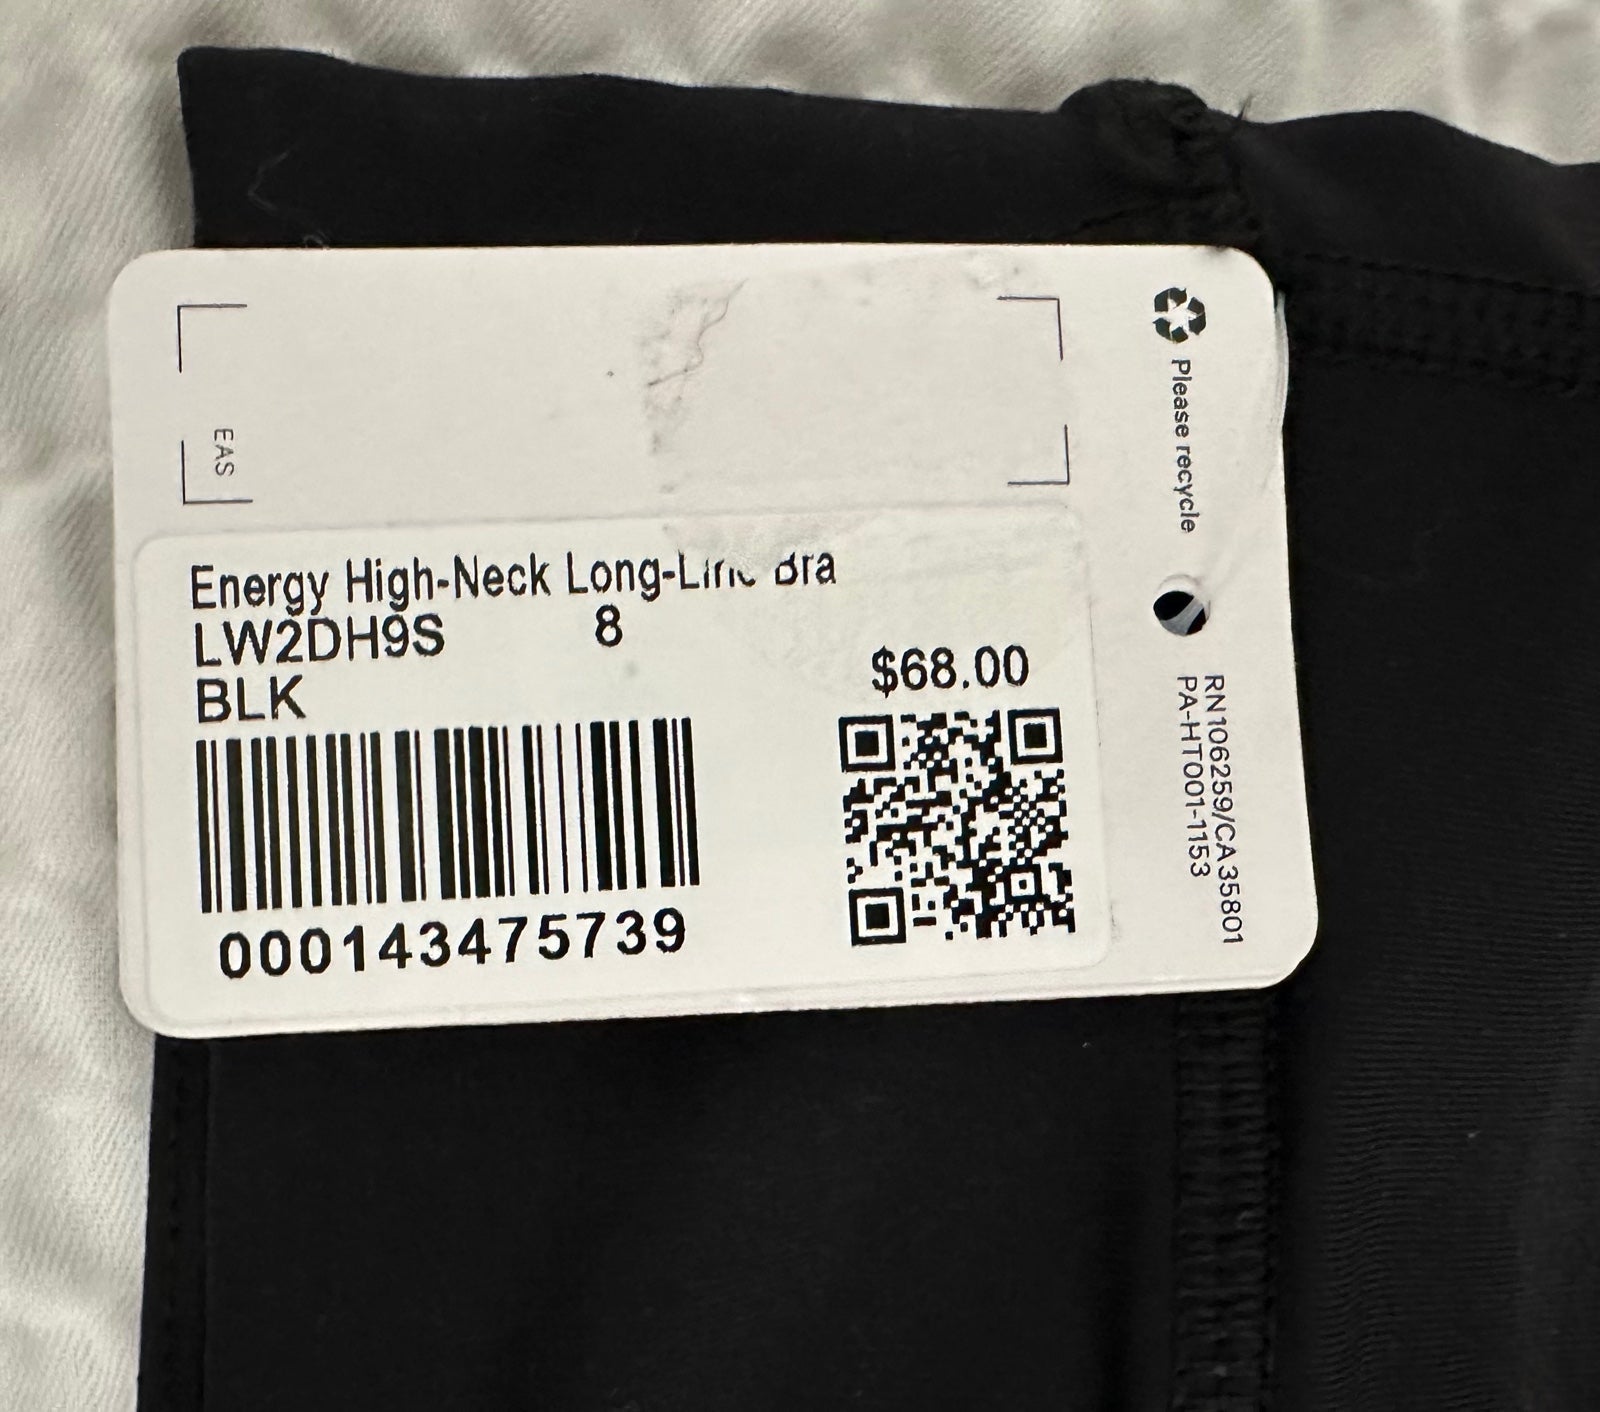 EAS
Energy High-Neck Long-Line Bra
LW2DH9S 8
BLK
$68.00
000143475739
Please recycle
RN106259/CA35801
PA-HT001-1153